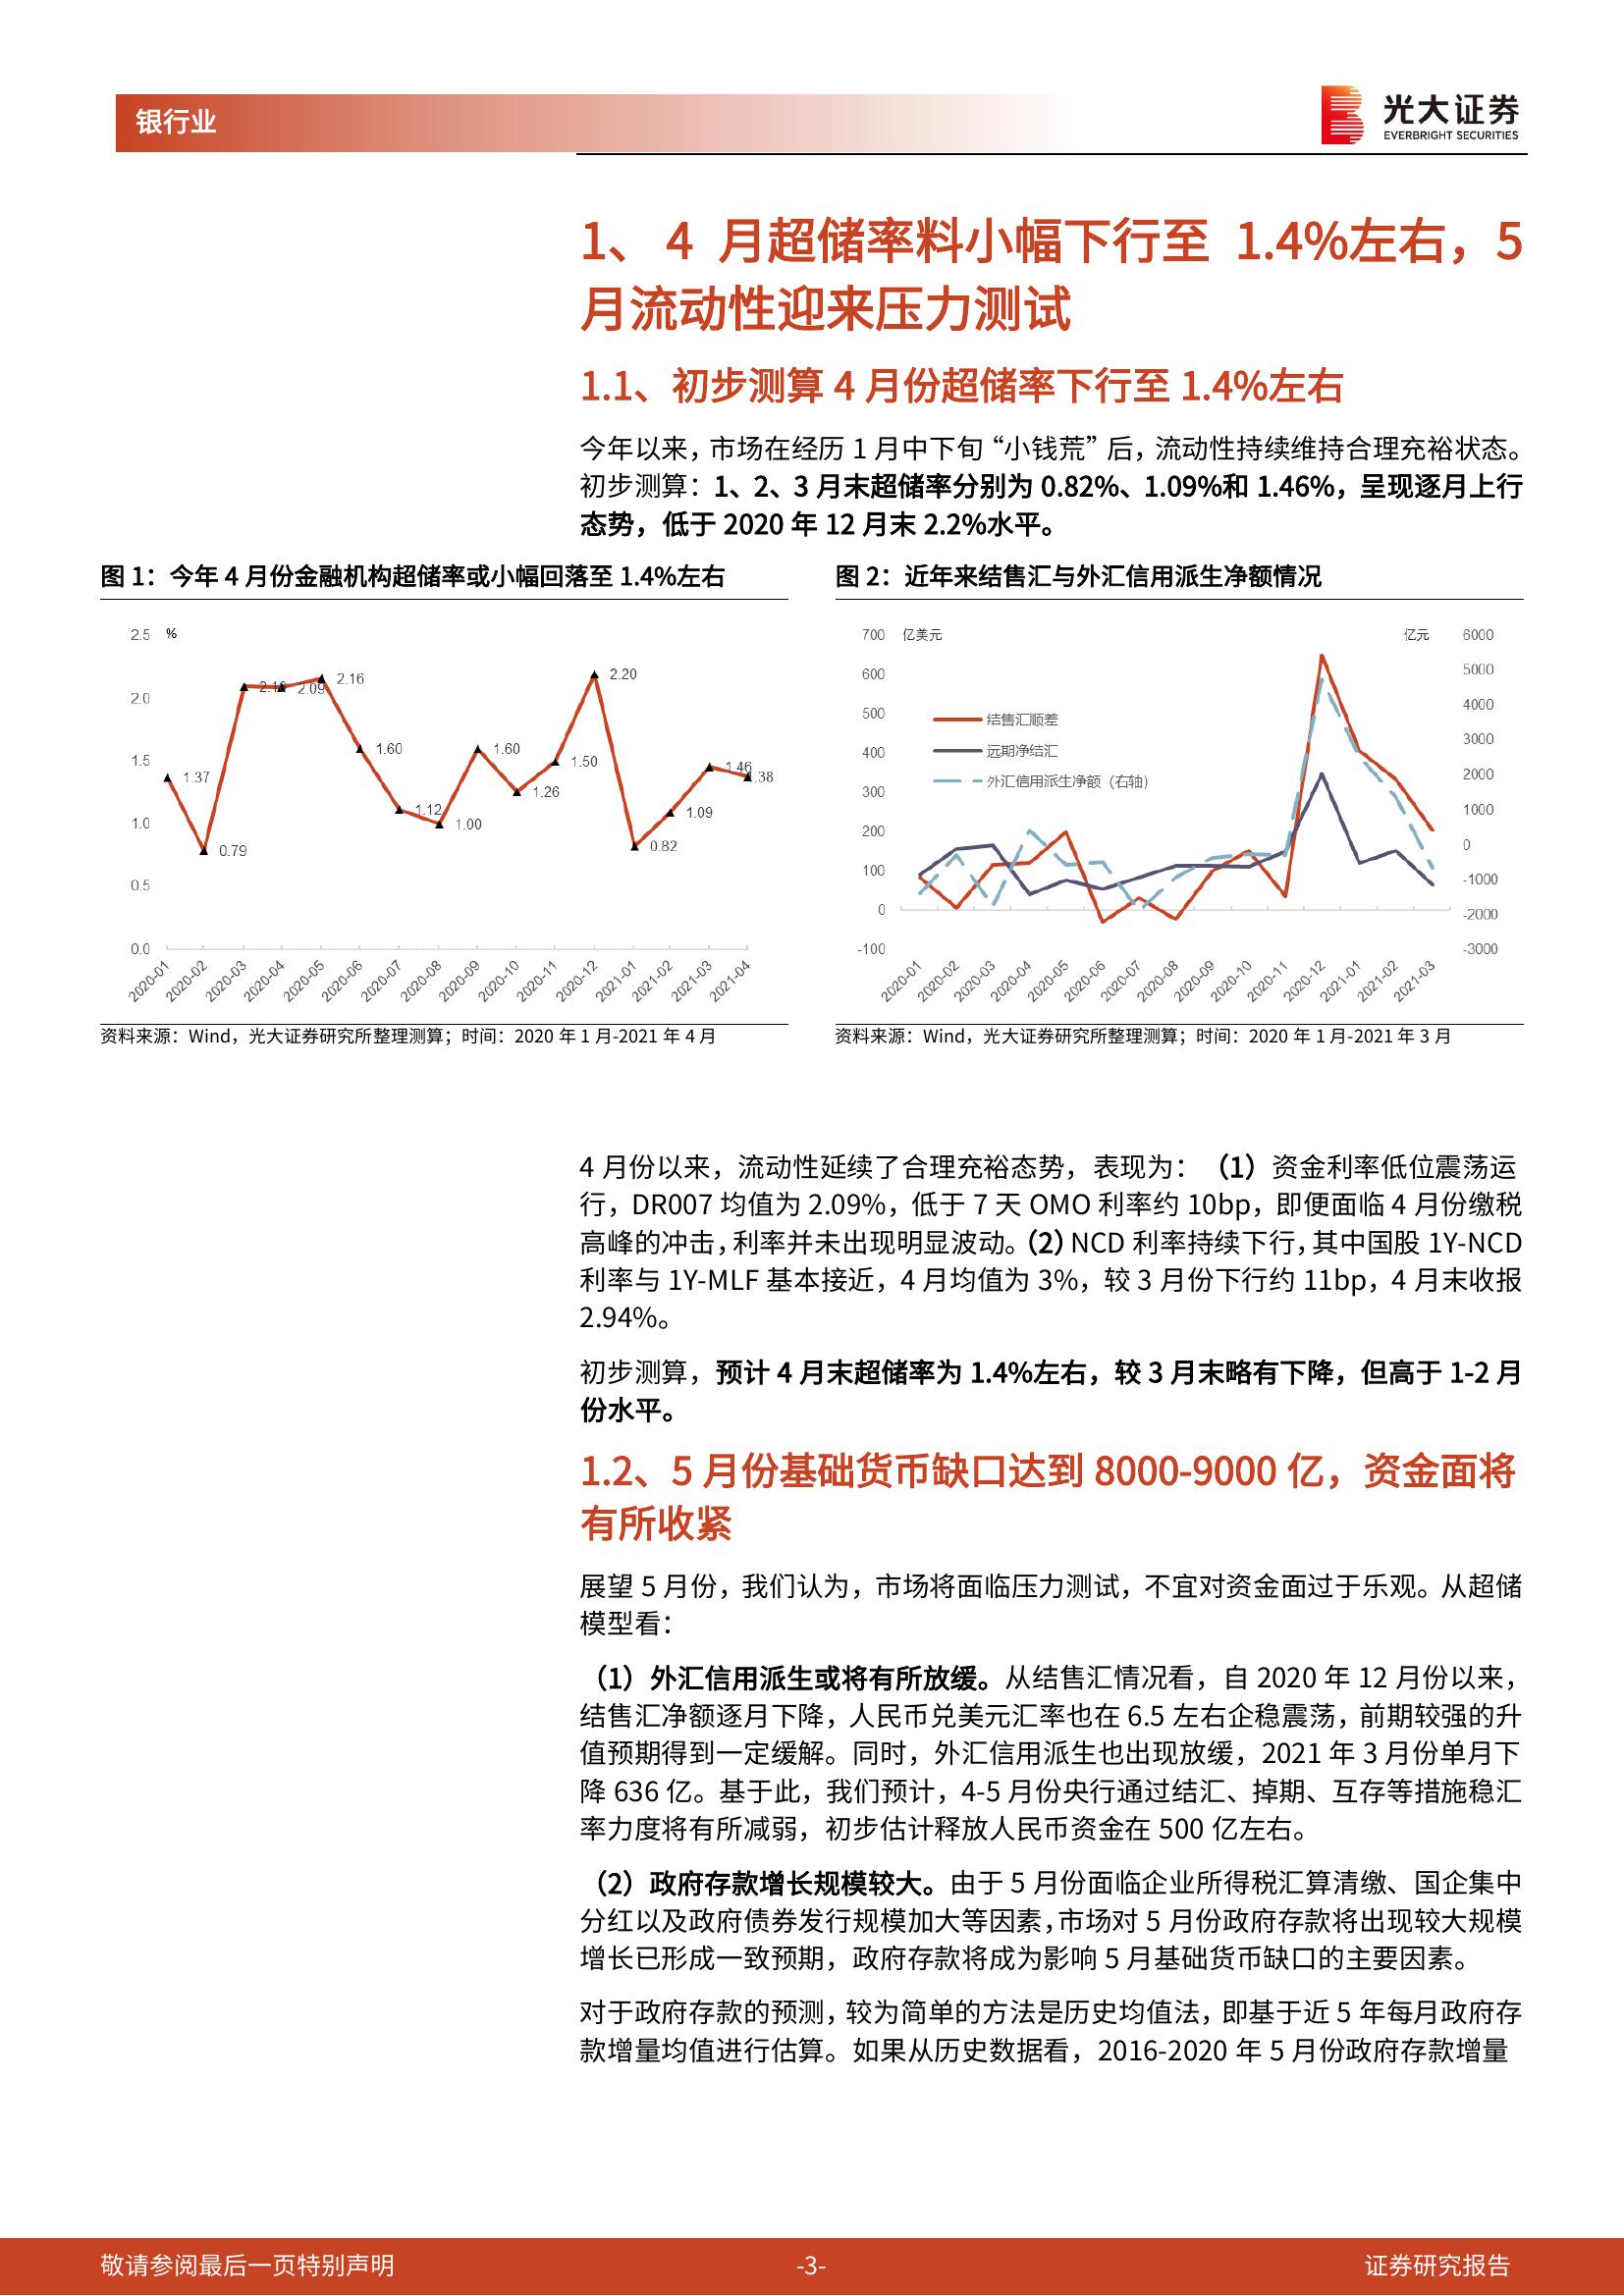 银行业
光大证券
EVERBRIGHT SECURITIES
1、 4 月超储率料小幅下行至 1.4%左右，5
月流动性迎来压力测试
1.1、初步测算 4 月份超储率下行至 1.4%左右
今年以来，市场在经历 1 月中下旬“小钱荒”后，流动性持续维持合理充裕状态。
初步测算：1、2、3 月末超储率分别为 0.82%、1.09%和 1.46%，呈现逐月上行
态势，低于 2020 年 12 月末 2.2%水平。
图 1：今年 4 月份金融机构超储率或小幅回落至 1.4%左右
2.5 %
2.0
1.5
1.0
0.5
0.0
1.37
0.79
2.09
2.16
1.60
1.12
1.00
1.60
1.26
1.50
2.20
0.82
1.09
1.46
.38
2020-01
2020-02
2020-03
2020-04
2020-05
2020-06
2020-07
2020-08
2020-09
2020-10
2020-11
2020-12
2021-01
2021-02
2021-03
2021-04
资料来源：Wind，光大证券研究所整理测算；时间：2020 年 1 月-2021 年 4 月
图 2：近年来结售汇与外汇信用派生净额情况
700 亿美元
600
500
400
300
200
100
0
-100
结售汇顺差
远期净结汇
外汇信用派生净额（右轴）
亿元 6000
5000
4000
3000
2000
1000
0
-1000
-2000
-3000
2020-01
2020-02
2020-03
2020-04
2020-05
2020-06
2020-07
2020-08
2020-09
2020-10
2020-11
2020-12
2021-01
2021-02
2021-03
资料来源：Wind，光大证券研究所整理测算；时间：2020 年 1 月-2021 年 3 月
4 月份以来，流动性延续了合理充裕态势，表现为：（1）资金利率低位震荡运
行，DR007 均值为 2.09%，低于 7 天 OMO 利率约 10bp，即便面临 4 月份缴税
高峰的冲击，利率并未出现明显波动。（2）NCD 利率持续下行，其中国股 1Y-NCD
利率与 1Y-MLF 基本接近，4 月均值为 3%，较 3 月份下行约 11bp，4 月末收报
2.94%。
初步测算，预计 4 月末超储率为 1.4%左右，较 3 月末略有下降，但高于 1-2 月
份水平。
1.2、5 月份基础货币缺口达到 8000-9000 亿，资金面将
有所收紧
展望 5 月份，我们认为，市场将面临压力测试，不宜对资金面过于乐观。从超储
模型看：
（1）外汇信用派生或将有所放缓。从结售汇情况看，自 2020 年 12 月份以来，
结售汇净额逐月下降，人民币兑美元汇率也在 6.5 左右企稳震荡，前期较强的升
值预期得到一定缓解。同时，外汇信用派生也出现放缓，2021 年 3 月份单月下
降 636 亿。基于此，我们预计，4-5 月份央行通过结汇、掉期、互存等措施稳汇
率力度将有所减弱，初步估计释放人民币资金在 500 亿左右。
（2）政府存款增长规模较大。由于 5 月份面临企业所得税汇算清缴、国企集中
分红以及政府债券发行规模加大等因素，市场对 5 月份政府存款将出现较大规模
增长已形成一致预期，政府存款将成为影响 5 月基础货币缺口的主要因素。
对于政府存款的预测，较为简单的方法是历史均值法，即基于近 5 年每月政府存
款增量均值进行估算。如果从历史数据看，2016-2020 年 5 月份政府存款增量
敬请参阅最后一页特别声明
-3-
证券研究报告